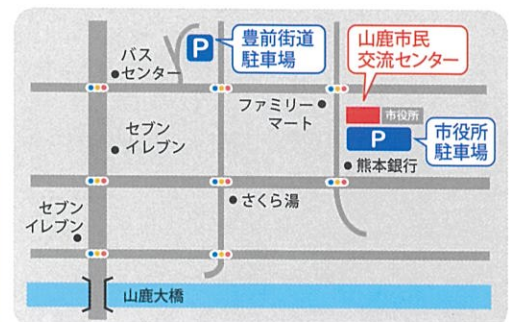 豊前街道
駐車場
山鹿市民
交流センター
P
バス
センター
ファミリー
マート
市役所
P
市役所
駐車場
セブン
イレブン
熊本銀行
さくら湯
セブン
イレブン
山鹿大橋